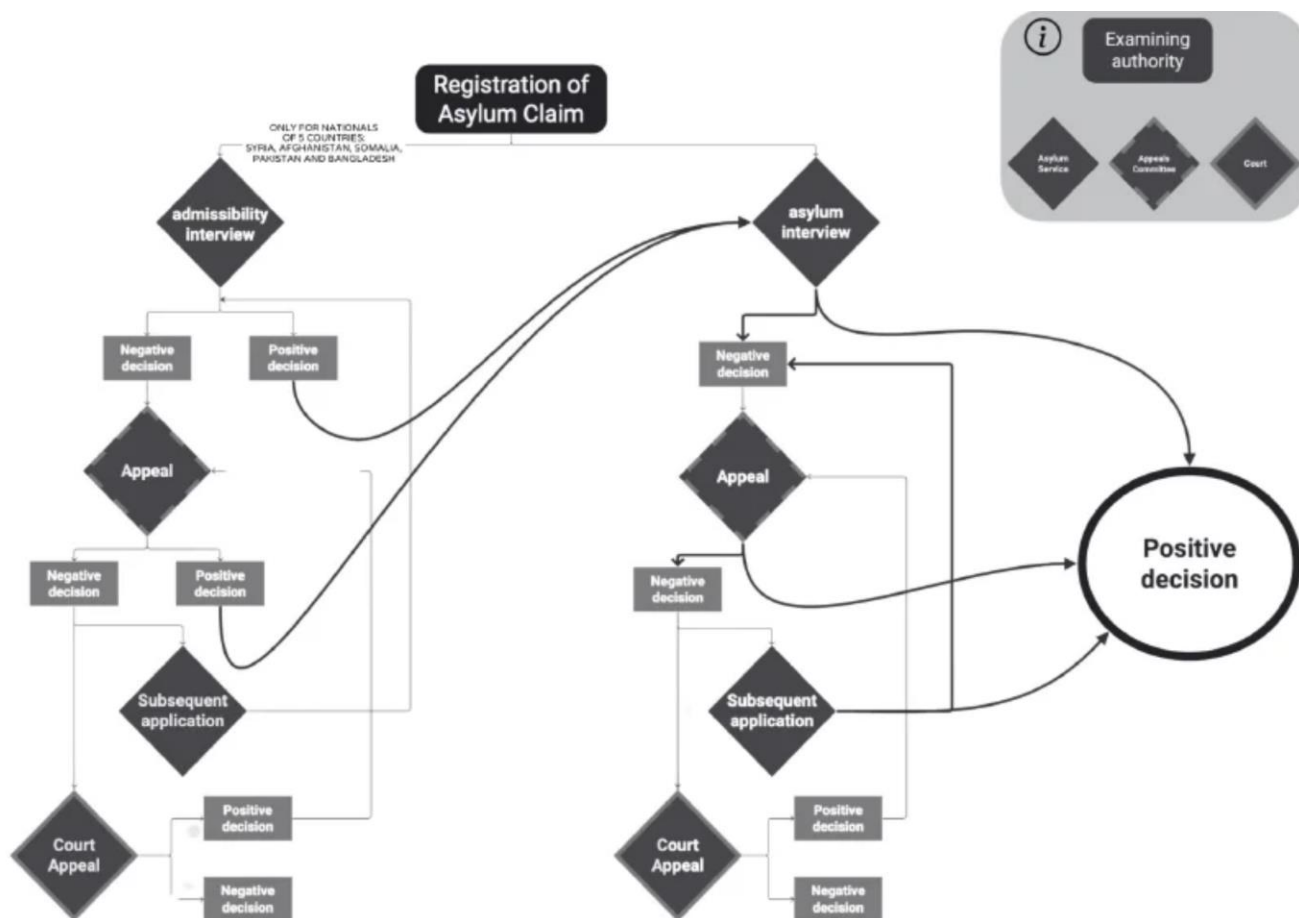 Registration of
Asylum Claim
i
Examining
authority
Asylum
Service
Appeals
Committee
Court
ONLY FOR NATIONALS
OF 5 COUNTRIES:
SYRIA, AFGHANISTAN, SOMALIA,
PAKISTAN AND BANGLADESH
admissibility
interview
Negative
decision
Positive
decision
Appeal
Negative
decision
Positive
decision
Subsequent
application
Court
Appeal
Positive
decision
Negative
decision
asylum
interview
Negative
decision
Appeal
Negative
decision
Subsequent
application
Court
Appeal
Positive
decision
Negative
decision
Positive
decision